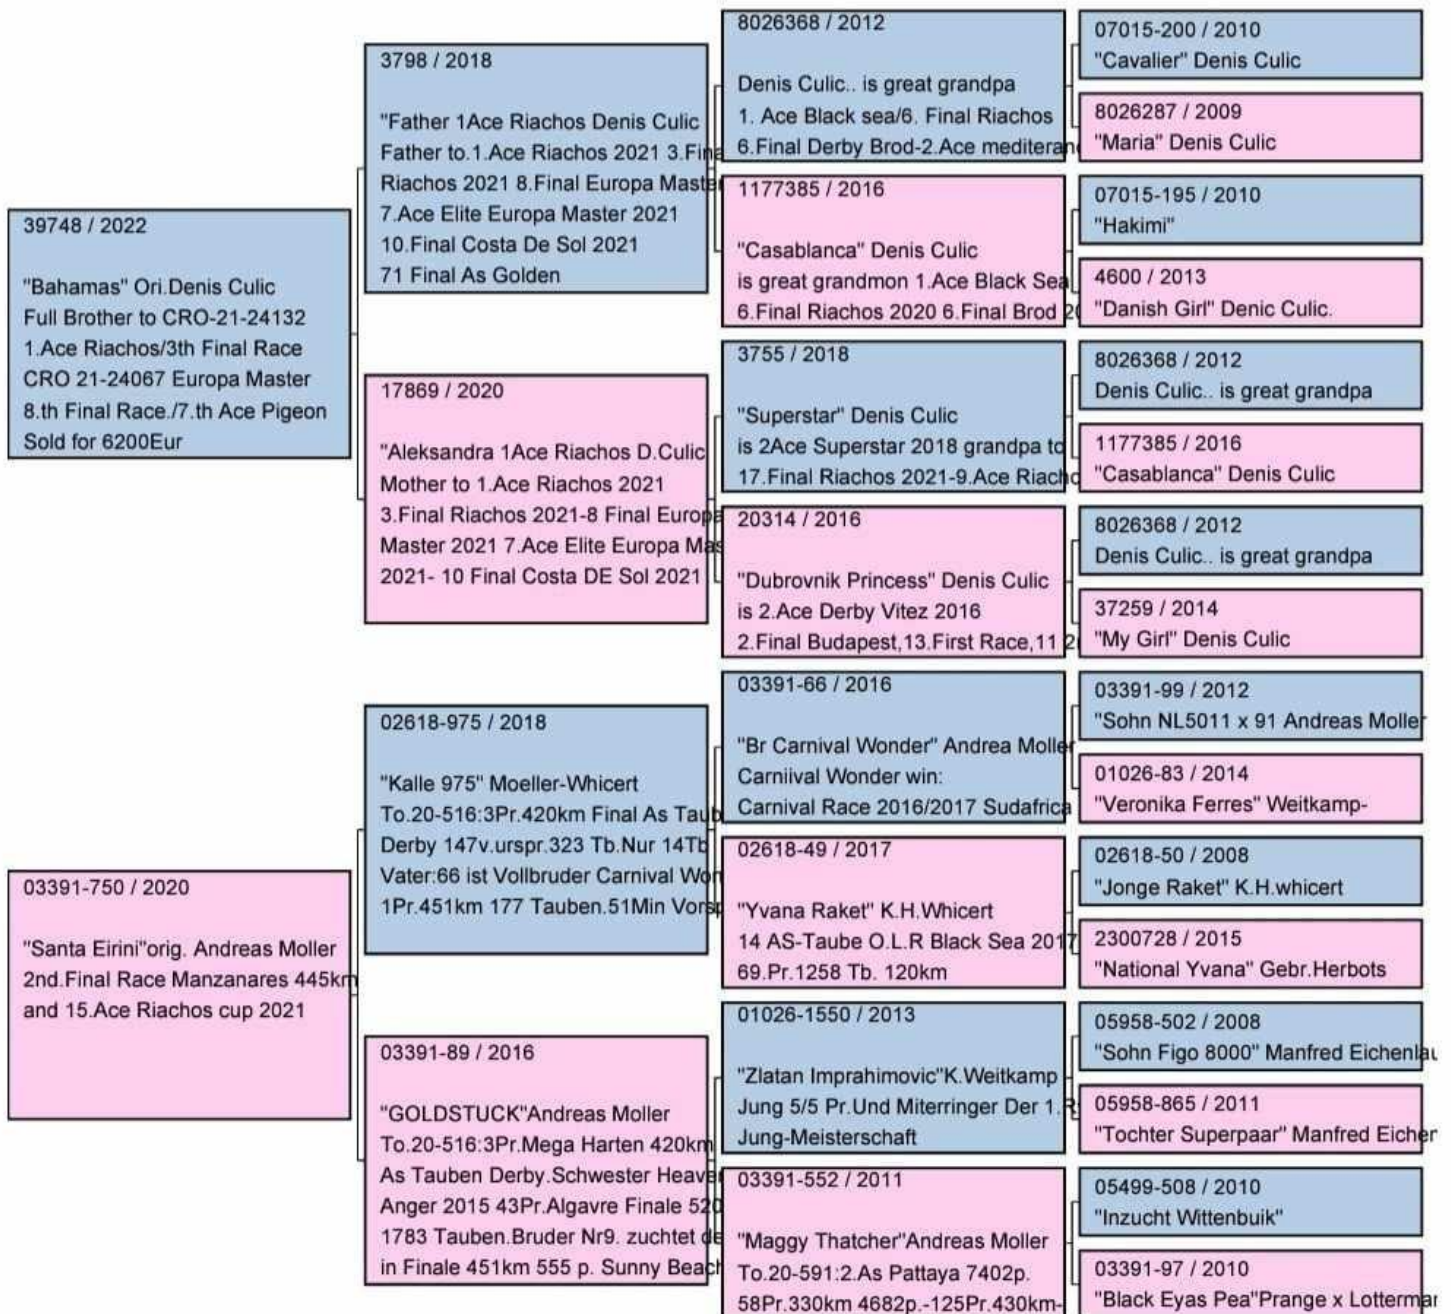 39748 / 2022
"Bahamas" Ori.Denis Culic
Full Brother to CRO-21-24132
1.Ace Riachos/3th Final Race
CRO 21-24067 Europa Master
8.th Final Race./7.th Ace Pigeon
Sold for 6200Eur
03391-750 / 2020
"Santa Eirini"orig. Andreas Moller
2nd.Final Race Manzanares 445km
and 15.Ace Riachos cup 2021
3798 / 2018
"Father 1Ace Riachos Denis Culic
Father to.1.Ace Riachos 2021 3.Fina
Riachos 2021 8.Final Europa Master
7.Ace Elite Europa Master 2021
10.Final Costa De Sol 2021
71 Final As Golden
17869 / 2020
"Aleksandra 1Ace Riachos D.Culic
Mother to 1.Ace Riachos 2021
3.Final Riachos 2021-8 Final Europa
Master 2021 7.Ace Elite Europa Mas
2021- 10 Final Costa DE Sol 2021
02618-975 / 2018
"Kalle 975" Moeller-Whicert
To.20-516:3Pr.420km Final As Taub
Derby 147v.urspr.323 Tb.Nur 14Tb
Vater:66 ist Vollbruder Carnival Won
1Pr.451km 177 Tauben.51Min Vorsp
03391-89 / 2016
"GOLDSTUCK"Andreas Moller
To.20-516:3Pr.Mega Harten 420km
As Tauben Derby.Schwester Heave
Anger 2015 43Pr.Algavre Finale 520
1783 Tauben.Bruder Nr9. zuchtet de
in Finale 451km 555 p. Sunny Beach
8026368 / 2012
Denis Culic.. is great grandpa
1. Ace Black sea/6. Final Riachos
6.Final Derby Brod-2.Ace mediteran
1177385 / 2016
"Casablanca" Denis Culic
is great grandmon 1.Ace Black Sea
6.Final Riachos 2020 6.Final Brod 20
3755 / 2018
"Superstar" Denis Culic
is 2Ace Superstar 2018 grandpa to
17.Final Riachos 2021-9.Ace Riacho
20314 / 2016
"Dubrovnik Princess" Denis Culic
is 2.Ace Derby Vitez 2016
2.Final Budapest,13.First Race,11 2
03391-66 / 2016
"Br Carnival Wonder" Andrea Moller
Carniival Wonder win:
Carnival Race 2016/2017 Sudafrica
02618-49 / 2017
"Yvana Raket" K.H.Whicert
14 AS-Taube O.L.R Black Sea 2017
69.Pr.1258 Tb. 120km
01026-1550 / 2013
"Zlatan Imprahimovic"K.Weitkamp
Jung 5/5 Pr.Und Miterringer Der 1.R
Jung-Meisterschaft
03391-552 / 2011
"Maggy Thatcher"Andreas Moller
To.20-591:2.As Pattaya 7402p.
58Pr.330km 4682p.-125Pr.430km-
07015-200 / 2010
"Cavalier" Denis Culic
8026287 / 2009
"Maria" Denis Culic
07015-195 / 2010
"Hakimi"
4600 / 2013
"Danish Girl" Denic Culic.
8026368 / 2012
Denis Culic.. is great grandpa
1177385 / 2016
"Casablanca" Denis Culic
8026368 / 2012
Denis Culic.. is great grandpa
37259 / 2014
"My Girl" Denis Culic
03391-99 / 2012
"Sohn NL5011 x 91 Andreas Moller
01026-83 / 2014
"Veronika Ferres" Weitkamp-
02618-50 / 2008
"Jonge Raket" K.H.whicert
2300728 / 2015
"National Yvana" Gebr.Herbots
05958-502 / 2008
"Sohn Figo 8000" Manfred Eichenlau
05958-865 / 2011
"Tochter Superpaar" Manfred Eichen
05499-508 / 2010
"Inzucht Wittenbuik"
03391-97 / 2010
"Black Eyas Pea"Prange x Lotterman